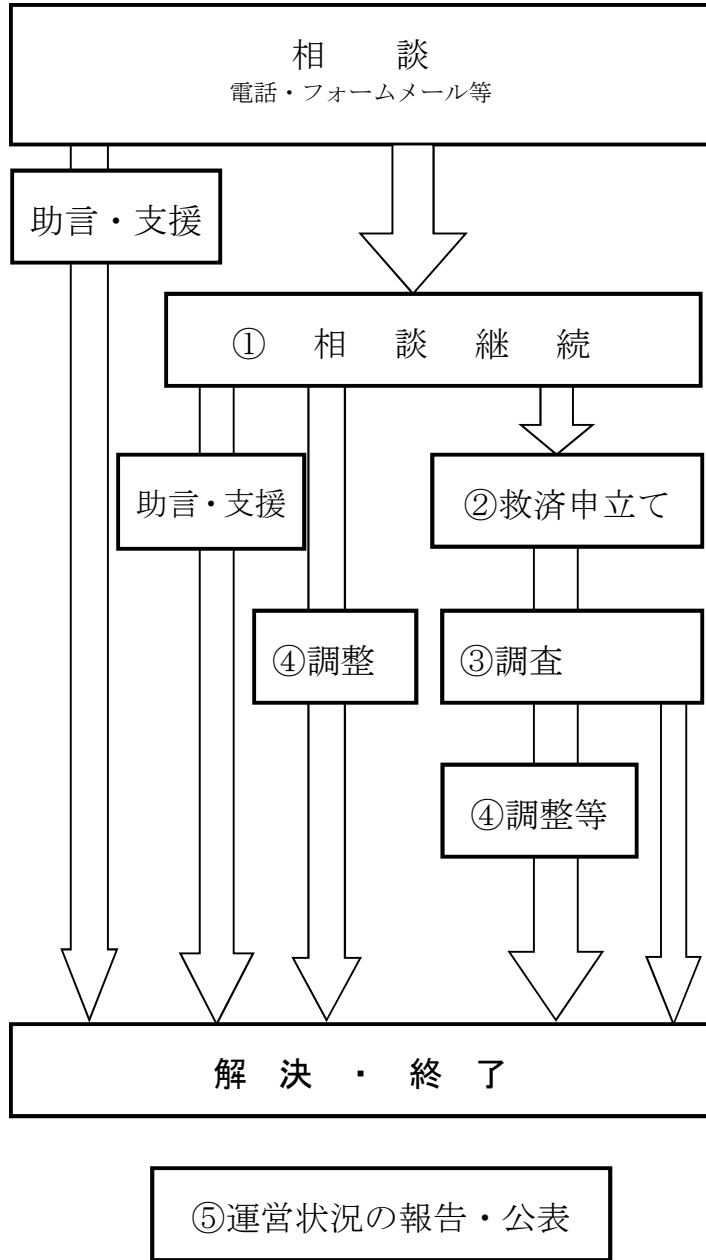 相談
電話・フォームメール等
助言・支援
①相談継続
助言・支援
②救済申立て
④調整
③調査
④調整等
解決・終了
⑤運営状況の報告・公表